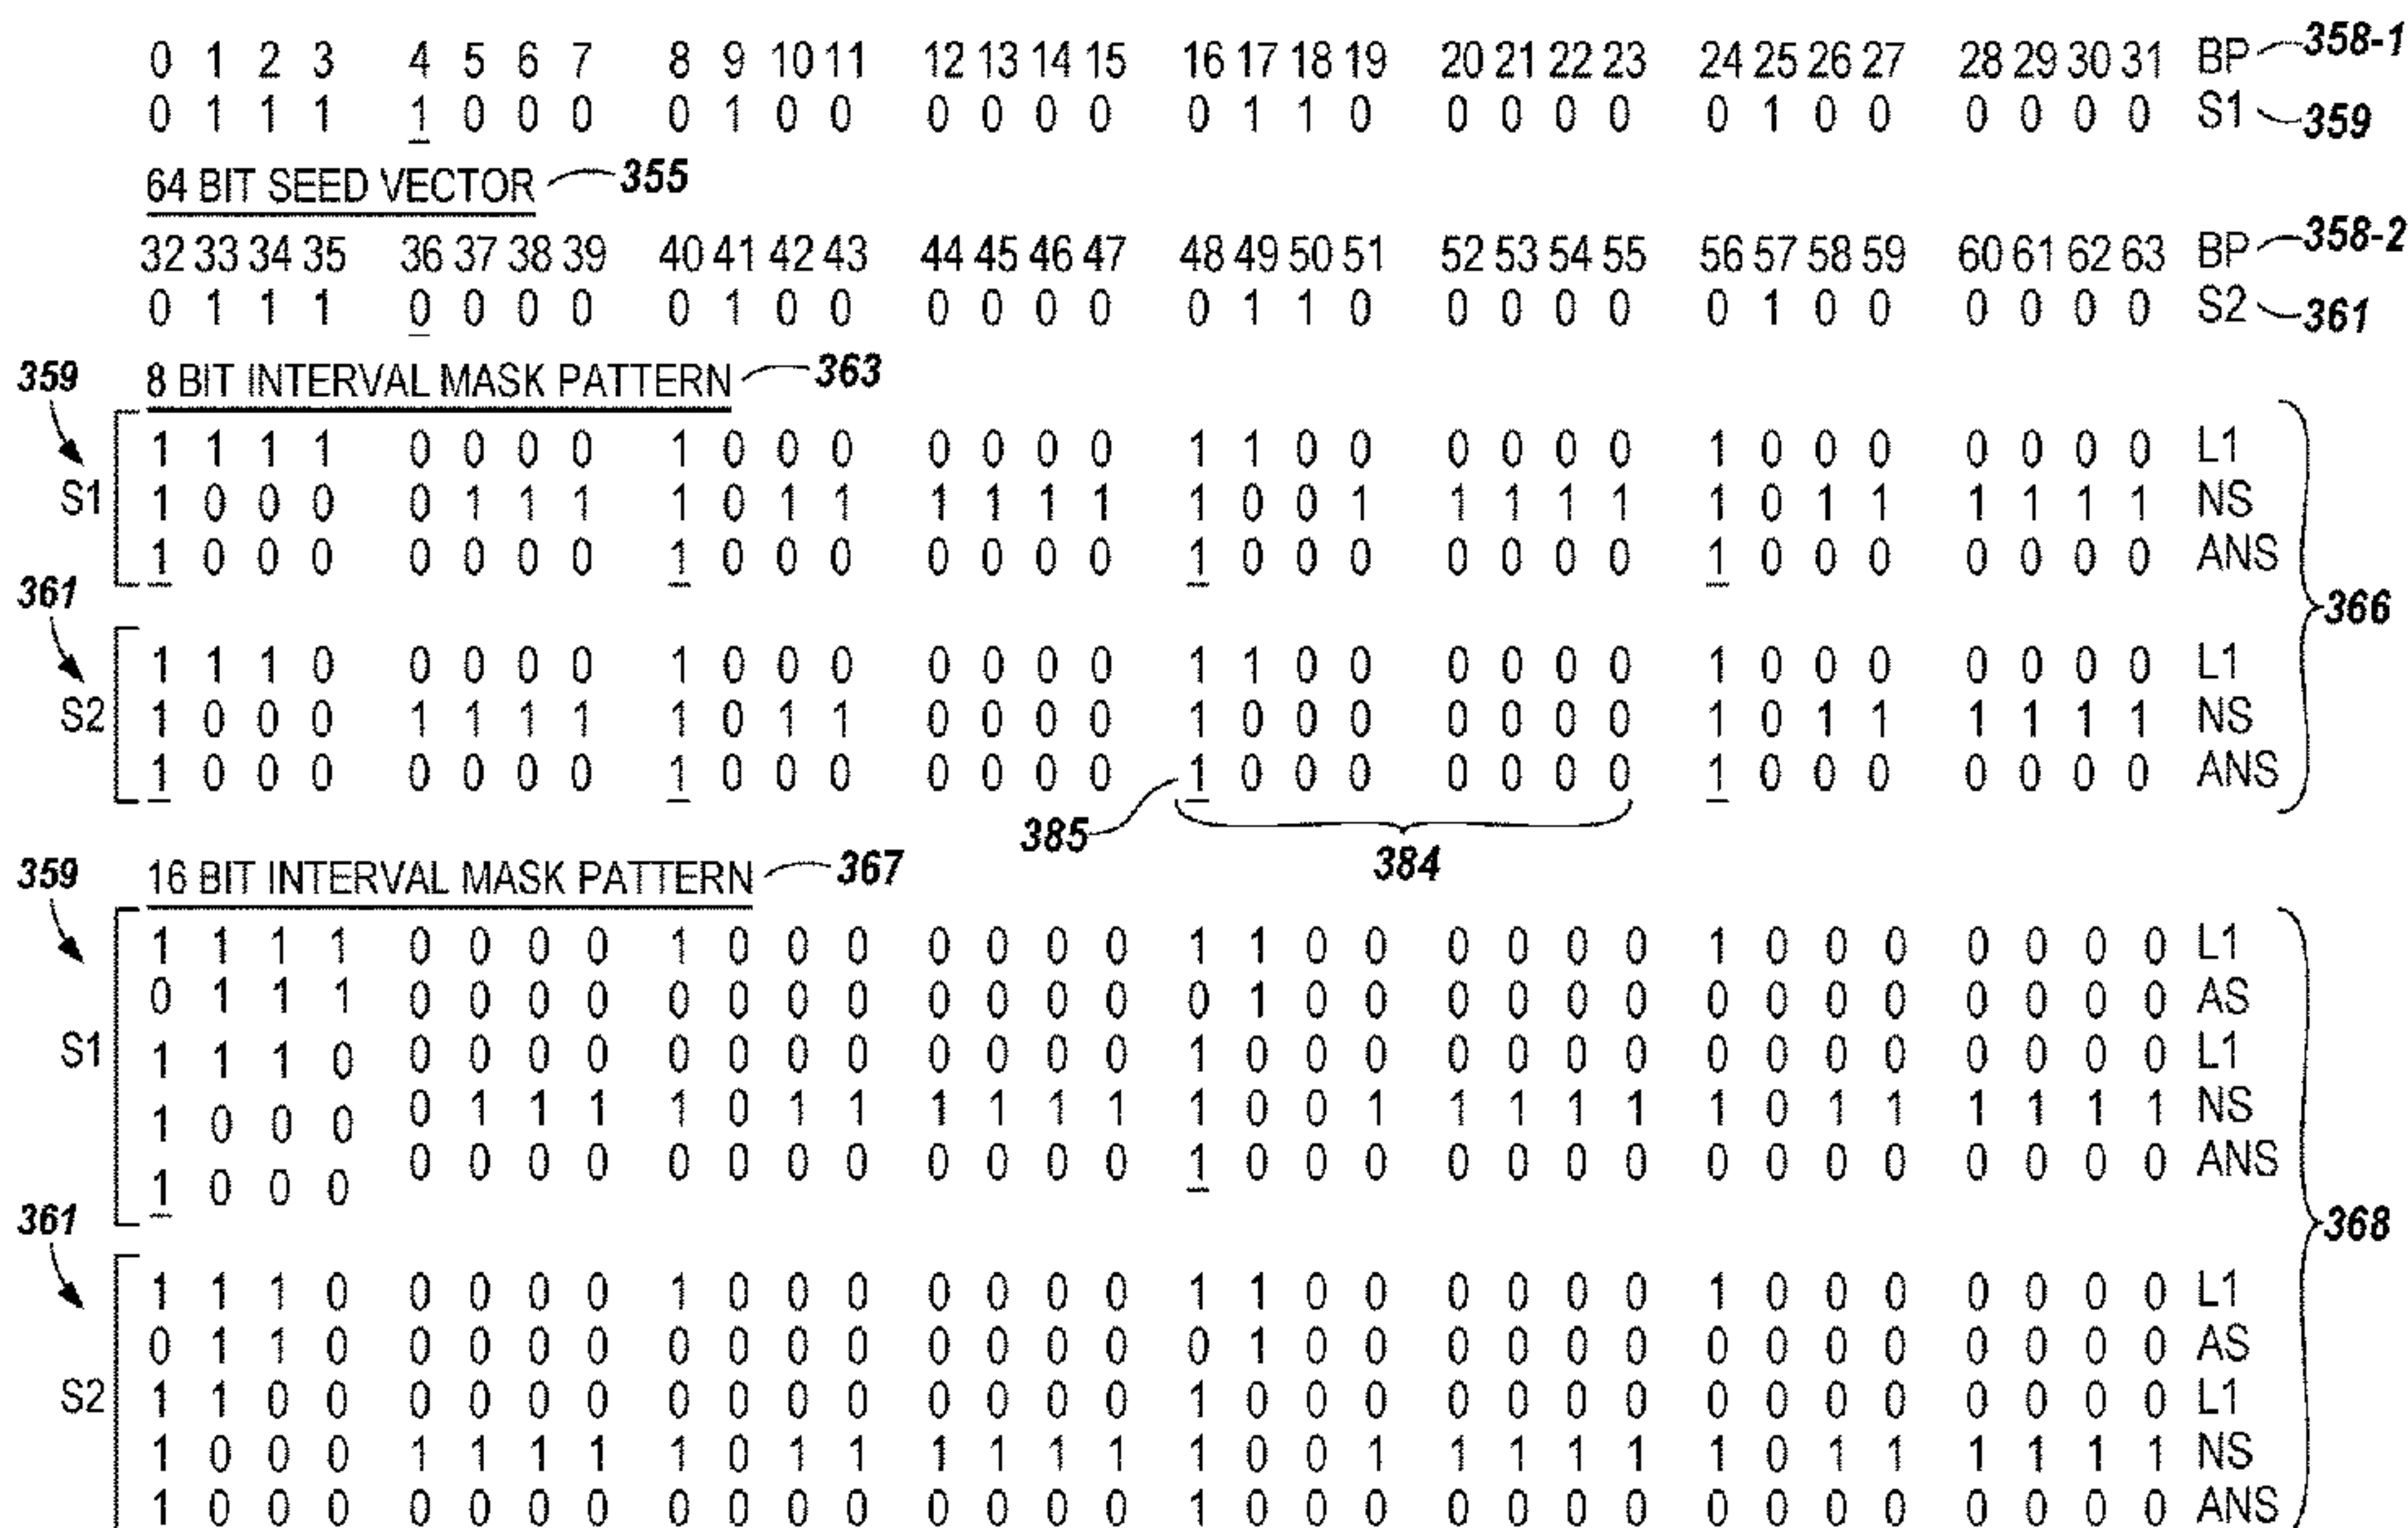 0 1 2 3 4 5 6 7 8 9 10 11 12 13 14 15 16 17 18 19 20 21 22 23 24 25 26 27 28 29 30 31 BP 358-1
0 1 1 1 1 0 0 0 0 1 0 0 0 0 0 0 0 1 1 0 0 0 0 0 0 1 0 0 0 0 0 0 S1 359
64 BIT SEED VECTOR 355
32 33 34 35 36 37 38 39 40 41 42 43 44 45 46 47 48 49 50 51 52 53 54 55 56 57 58 59 60 61 62 63 BP 358-2
0 1 1 1 0 0 0 0 0 1 0 0 0 0 0 0 0 1 1 0 0 0 0 0 0 1 0 0 0 0 0 0 S2 361
359 8 BIT INTERVAL MASK PATTERN 363
1 1 1 1 0 0 0 0 1 0 0 0 0 0 0 0 1 1 0 0 0 0 0 0 1 0 0 0 0 0 0 0 L1
S1 1 0 0 0 0 1 1 1 1 0 1 1 1 1 1 1 1 0 0 1 1 1 1 1 1 0 1 1 1 1 1 1 NS
1 0 0 0 0 0 0 0 1 0 0 0 0 0 0 0 1 0 0 0 0 0 0 0 1 0 0 0 0 0 0 0 ANS
361 366
1 1 1 0 0 0 0 0 1 0 0 0 0 0 0 0 1 1 0 0 0 0 0 0 1 0 0 0 0 0 0 0 L1
S2 1 0 0 0 1 1 1 1 1 0 1 1 0 0 0 0 1 0 0 0 0 0 0 0 1 0 1 1 1 1 1 1 NS
1 0 0 0 0 0 0 0 1 0 0 0 0 0 0 0 1 0 0 0 0 0 0 0 1 0 0 0 0 0 0 0 ANS
385 384
359 16 BIT INTERVAL MASK PATTERN 367
1 1 1 1 0 0 0 0 1 0 0 0 0 0 0 0 1 1 0 0 0 0 0 0 1 0 0 0 0 0 0 0 L1
0 1 1 1 0 0 0 0 0 0 0 0 0 0 0 0 0 1 0 0 0 0 0 0 0 0 0 0 0 0 0 0 AS
S1 1 1 1 0 0 0 0 0 0 0 0 0 0 0 0 0 1 0 0 0 0 0 0 0 0 0 0 0 0 0 0 0 L1
1 0 0 0 0 1 1 1 1 0 1 1 1 1 1 1 1 0 0 1 1 1 1 1 1 0 1 1 1 1 1 1 NS
1 0 0 0 0 0 0 0 0 0 0 0 0 0 0 0 1 0 0 0 0 0 0 0 0 0 0 0 0 0 0 0 ANS
361 368
1 1 1 0 0 0 0 0 1 0 0 0 0 0 0 0 1 1 0 0 0 0 0 0 1 0 0 0 0 0 0 0 L1
0 1 1 0 0 0 0 0 0 0 0 0 0 0 0 0 0 1 0 0 0 0 0 0 0 0 0 0 0 0 0 0 AS
S2 1 1 0 0 0 0 0 0 0 0 0 0 0 0 0 0 1 0 0 0 0 0 0 0 0 0 0 0 0 0 0 0 L1
1 0 0 0 1 1 1 1 1 0 1 1 1 1 1 1 1 0 0 1 1 1 1 1 1 0 1 1 1 1 1 1 NS
1 0 0 0 0 0 0 0 0 0 0 0 0 0 0 0 1 0 0 0 0 0 0 0 0 0 0 0 0 0 0 0 ANS